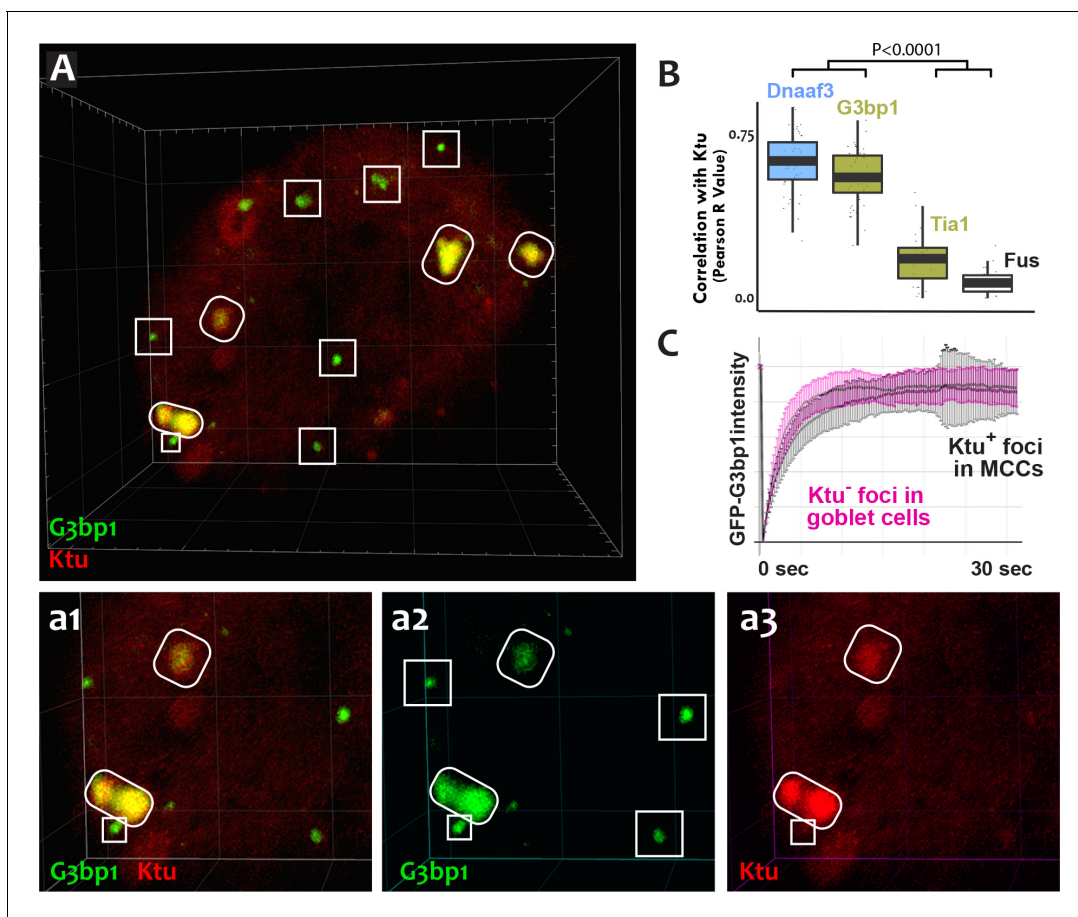 A
G3bp1
Ktu
B
P<0.0001
Dnaaf3
G3bp1
Tia1
Fus
Correlation with Ktu
(Pearson R Value)
0.75
0.0
C
GFP-G3bp1intensity
Ktu⁺ foci
in MCCs
Ktu⁻ foci in
goblet cells
0 sec 30 sec
a1
G3bp1 Ktu
a2
G3bp1
a3
Ktu